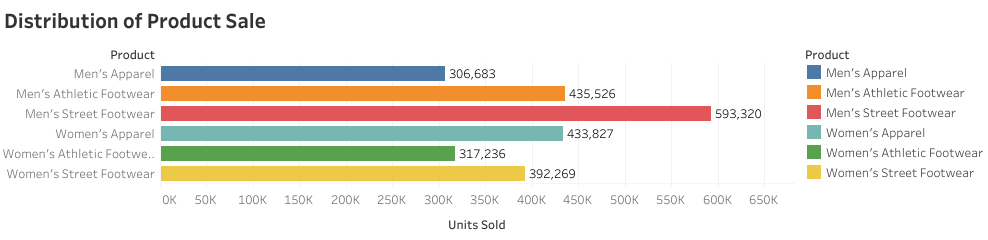 Distribution of Product Sale
Product
Men's Apparel 306,683
Men's Athletic Footwear 435,526
Men's Street Footwear 593,320
Women's Apparel 433,827
Women's Athletic Footwe.. 317,236
Women's Street Footwear 392,269
0K 50K 100K 150K 200K 250K 300K 350K 400K 450K 500K 550K 600K 650K
Units Sold
Product
Men's Apparel
Men's Athletic Footwear
Men's Street Footwear
Women's Apparel
Women's Athletic Footwear
Women's Street Footwear